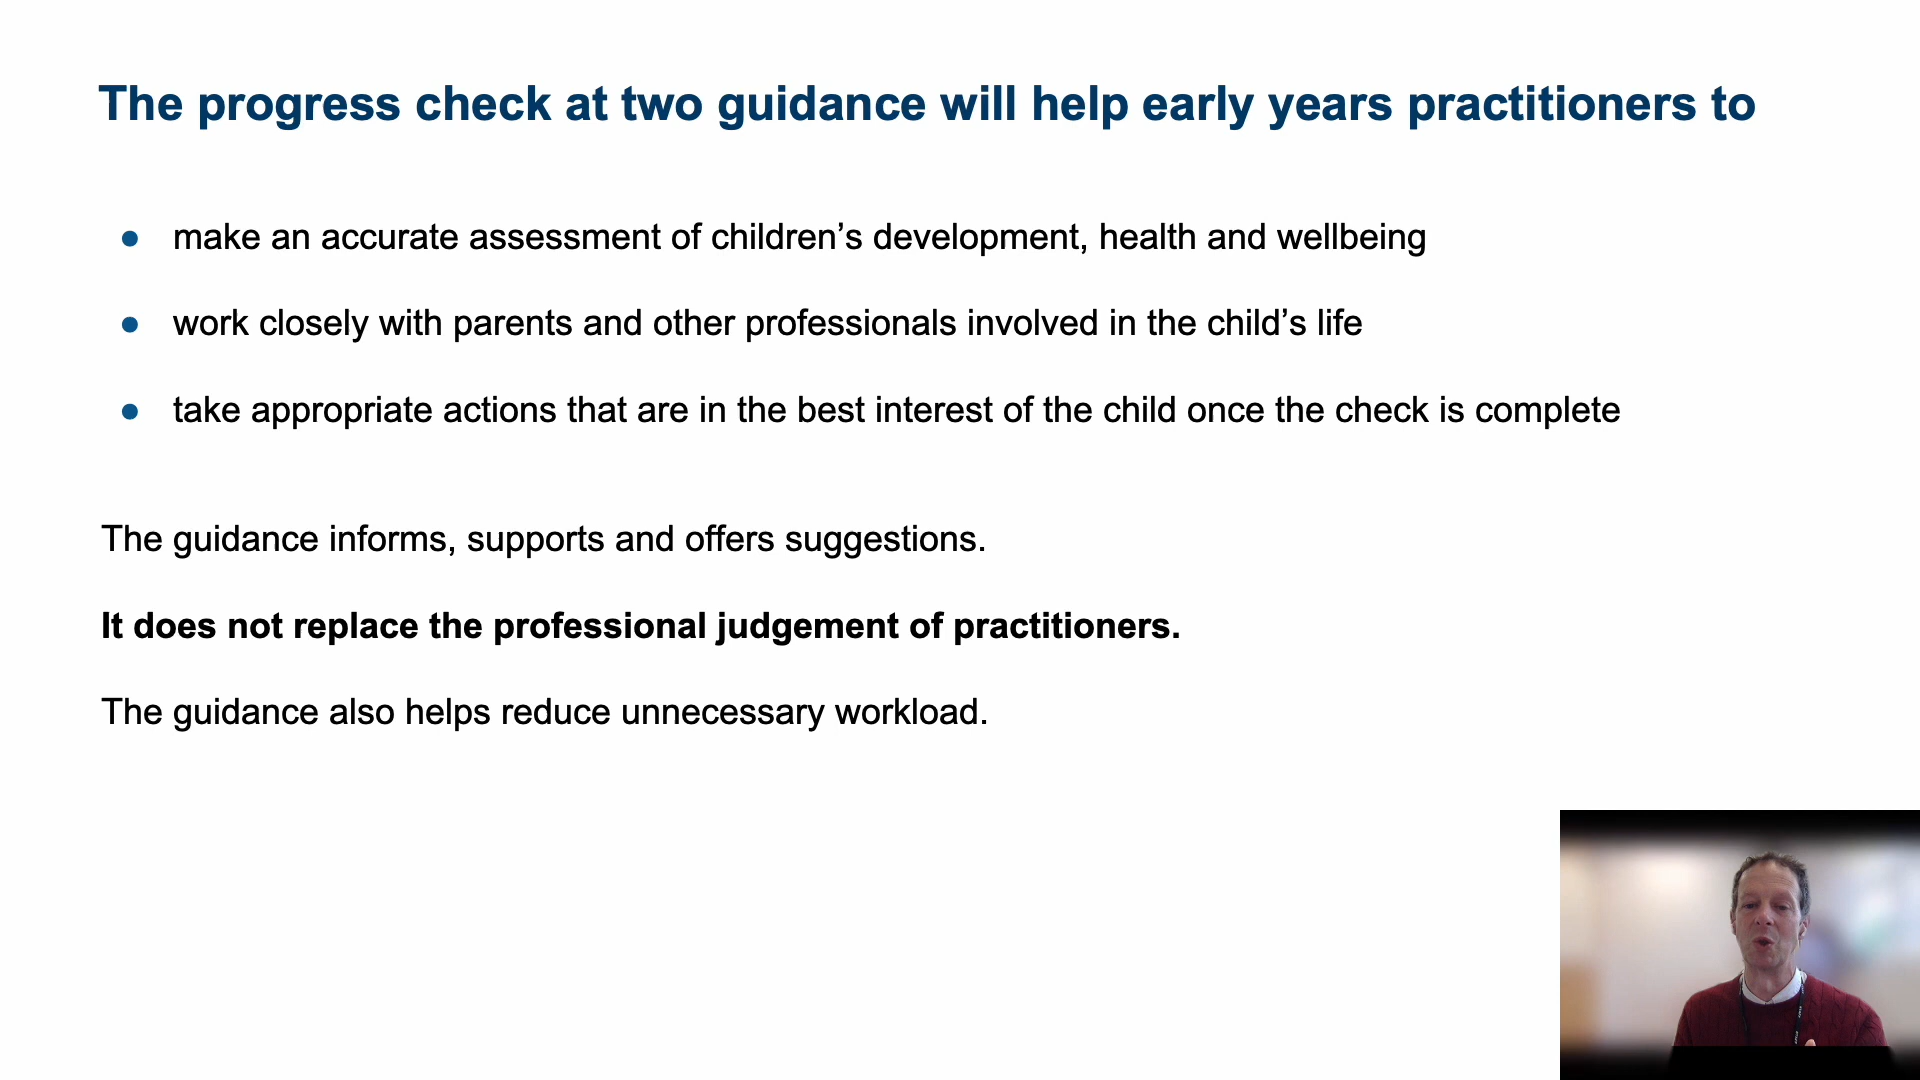 The progress check at two guidance will help early years practitioners to
● make an accurate assessment of children’s development, health and wellbeing
● work closely with parents and other professionals involved in the child’s life
● take appropriate actions that are in the best interest of the child once the check is complete
The guidance informs, supports and offers suggestions.
It does not replace the professional judgement of practitioners.
The guidance also helps reduce unnecessary workload.